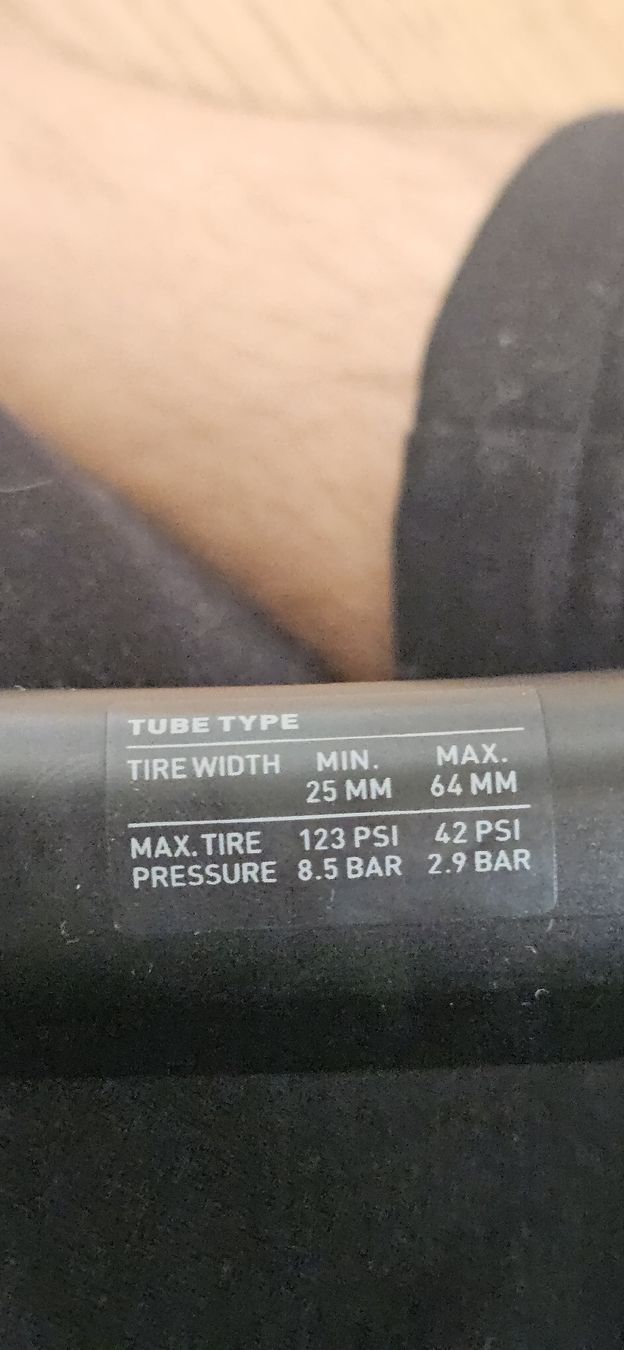 TUBE TYPE
TIRE WIDTH MIN. MAX.
25 MM 64 MM
MAX. TIRE 123 PSI 42 PSI
PRESSURE 8.5 BAR 2.9 BAR